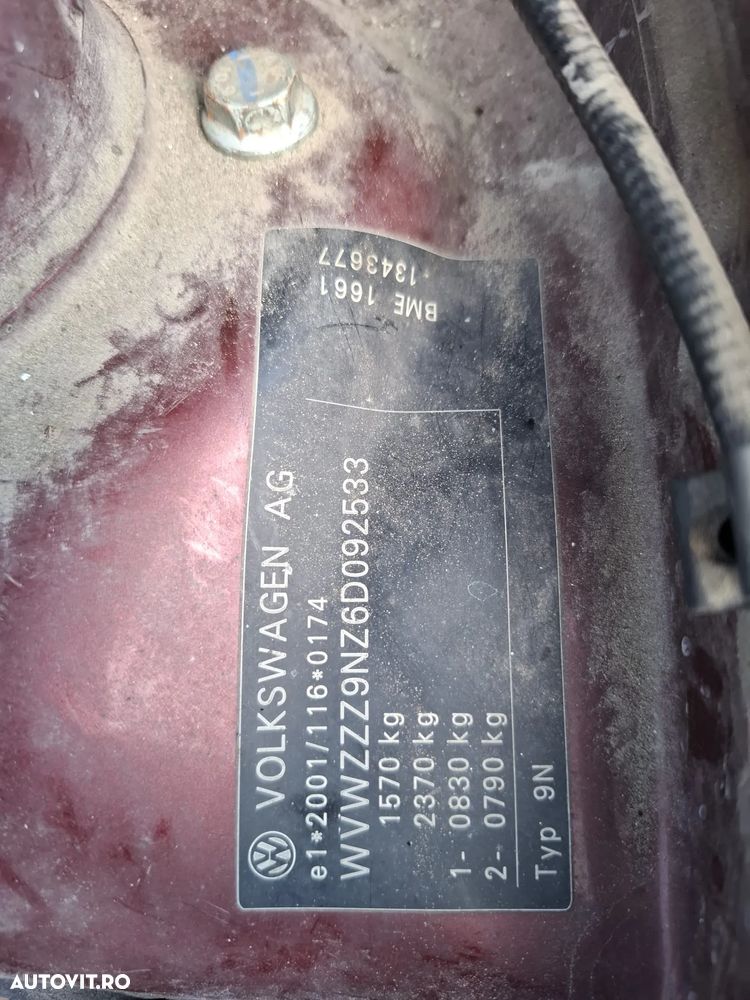 VOLKSWAGEN AG
e1*2001/116*0174
WVWZZZ9NZ6D092533
1570 kg
2370 kg
1- 0830 kg
2- 0790 kg
Typ 9N
BME 1661
1343677
AUTOVIT.RO